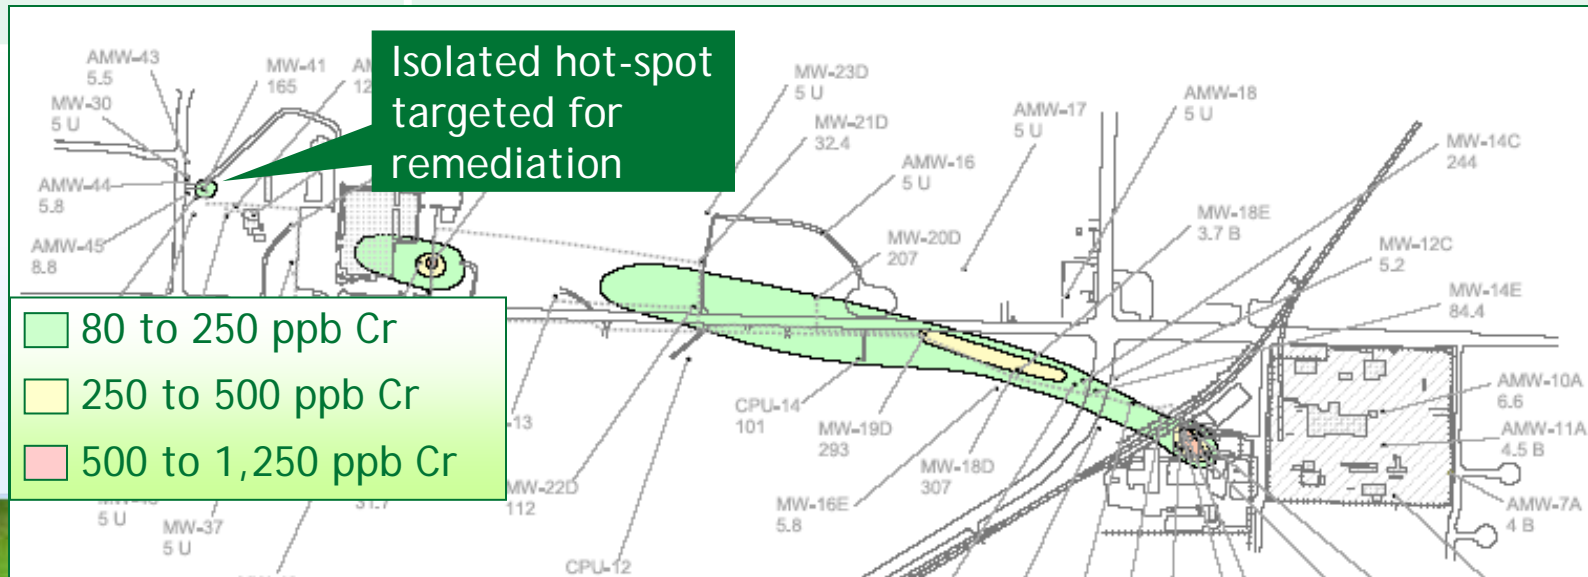 Isolated hot-spot
targeted for
remediation
AMW-43
5.5
MW-41
165
MW-30
5 U
AMW-44
5.8
AMW-45
8.8
MW-23D
5 U
MW-21D
32.4
AMW-16
5 U
AMW-17
5 U
AMW-18
5 U
MW-14C
244
MW-20D
207
MW-18E
3.7 B
MW-12C
5.2
MW-14E
84.4
80 to 250 ppb Cr
250 to 500 ppb Cr
500 to 1,250 ppb Cr
-13
CPU-14
101
MW-19D
293
MW-18D
307
AMW-10A
6.6
AMW-11A
4.5 B
AMW-7A
4 B
MW-22D
112
MW-16E
5.8
5 U
MW-37
5 U
31.7
CPU-12